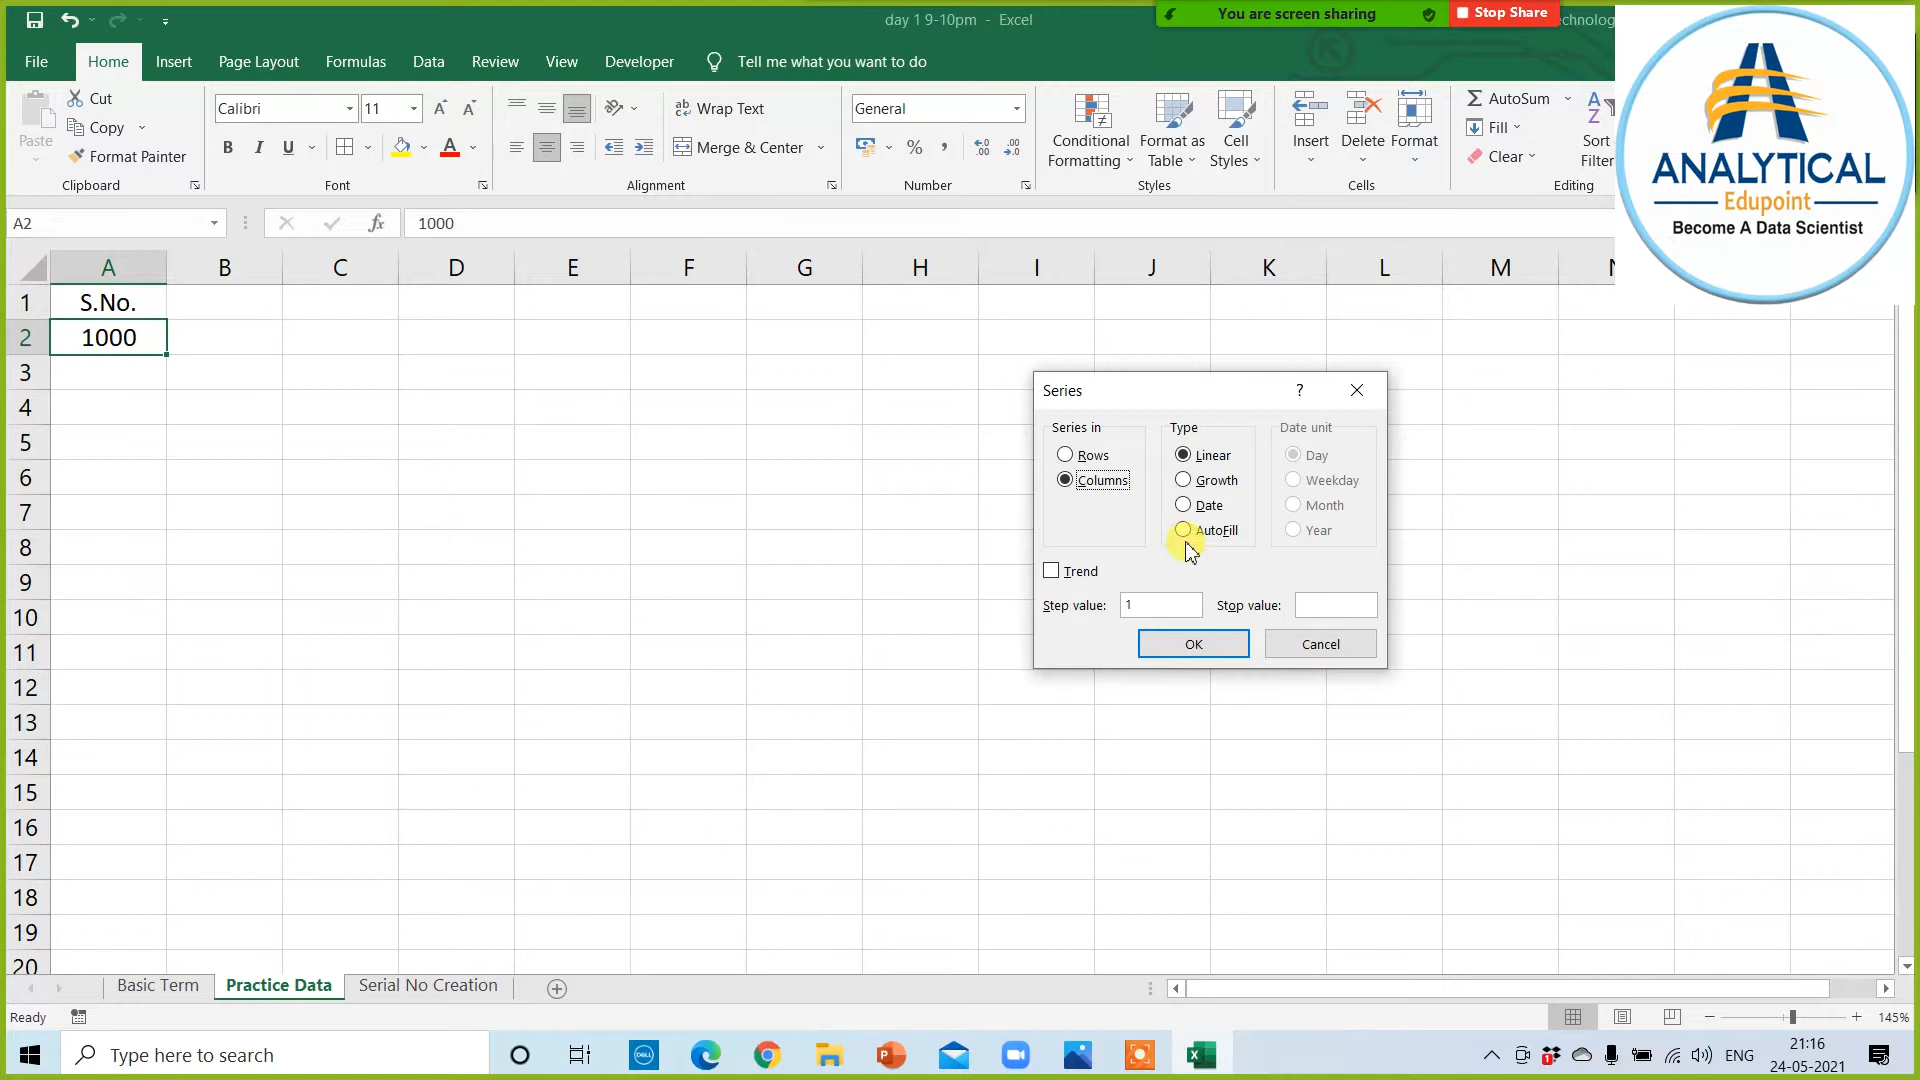 day 1 9-10pm - Excel
You are screen sharing
Stop Share
echnolog
File
Home
Insert
Page Layout
Formulas
Data
Review
View
Developer
Tell me what you want to do
Paste
Cut
Copy
Format Painter
Clipboard
Calibri
11
B I U
A
Font
Wrap Text
Merge & Center
Alignment
General
%
Number
Conditional Formatting
Format as Table
Cell Styles
Styles
Insert
Delete
Format
Cells
AutoSum
Fill
Clear
Sort
Filter
Editing
ANALYTICAL
Edupoint
Become A Data Scientist
A2
fx
1000
A B C D E F G H I J K L M N
1 S.No.
2 1000
3
4
5
6
7
8
9
10
11
12
13
14
15
16
17
18
19
20
Series
?
Series in
Rows
Columns
Type
Linear
Growth
Date
AutoFill
Date unit
Day
Weekday
Month
Year
Trend
Step value: 1
Stop value:
OK
Cancel
Basic Term
Practice Data
Serial No Creation
Ready
145%
Type here to search
DELL
ENG
21:16
24-05-2021